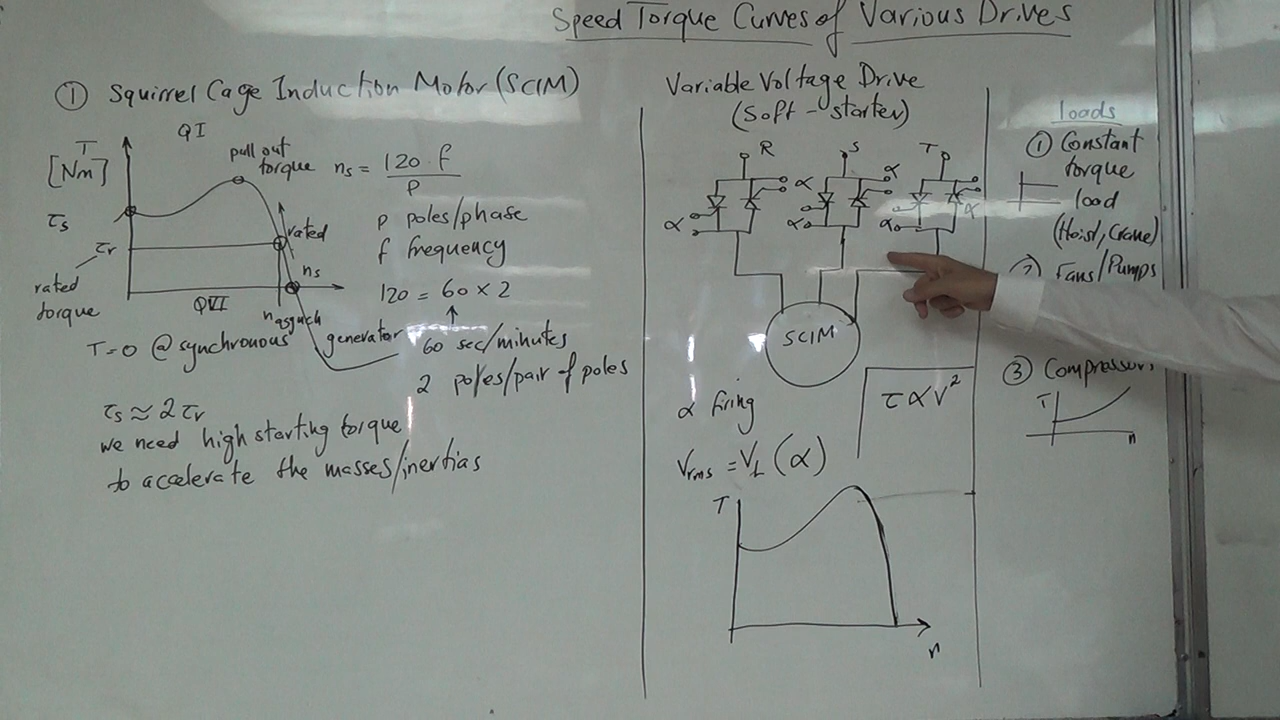 Speed Torque Curves of Various Drives
① Squirrel Cage Induction Motor (SCIM)
QI
T
[Nm]
pull out
torque
τs
τr
rated
torque
rated
ns
QVI
nasynch
generator
T=0 @ synchronous
τs ≈ 2τr
we need high starting torque
to accelerate the masses/inertias
ns = 120 · f / p
p poles/phase
f frequency
120 = 60 × 2
↑
60 sec/minutes
2 poles/pair of poles
Variable Voltage Drive
(Soft-starter)
R S T
α α α
α α α
SCIM
α firing
τ ∝ V²
Vrms = VL (α)
T
n
loads
① Constant
torque
load
(Hoist, Crane)
② Fans/Pumps
③ Compressors
T
n